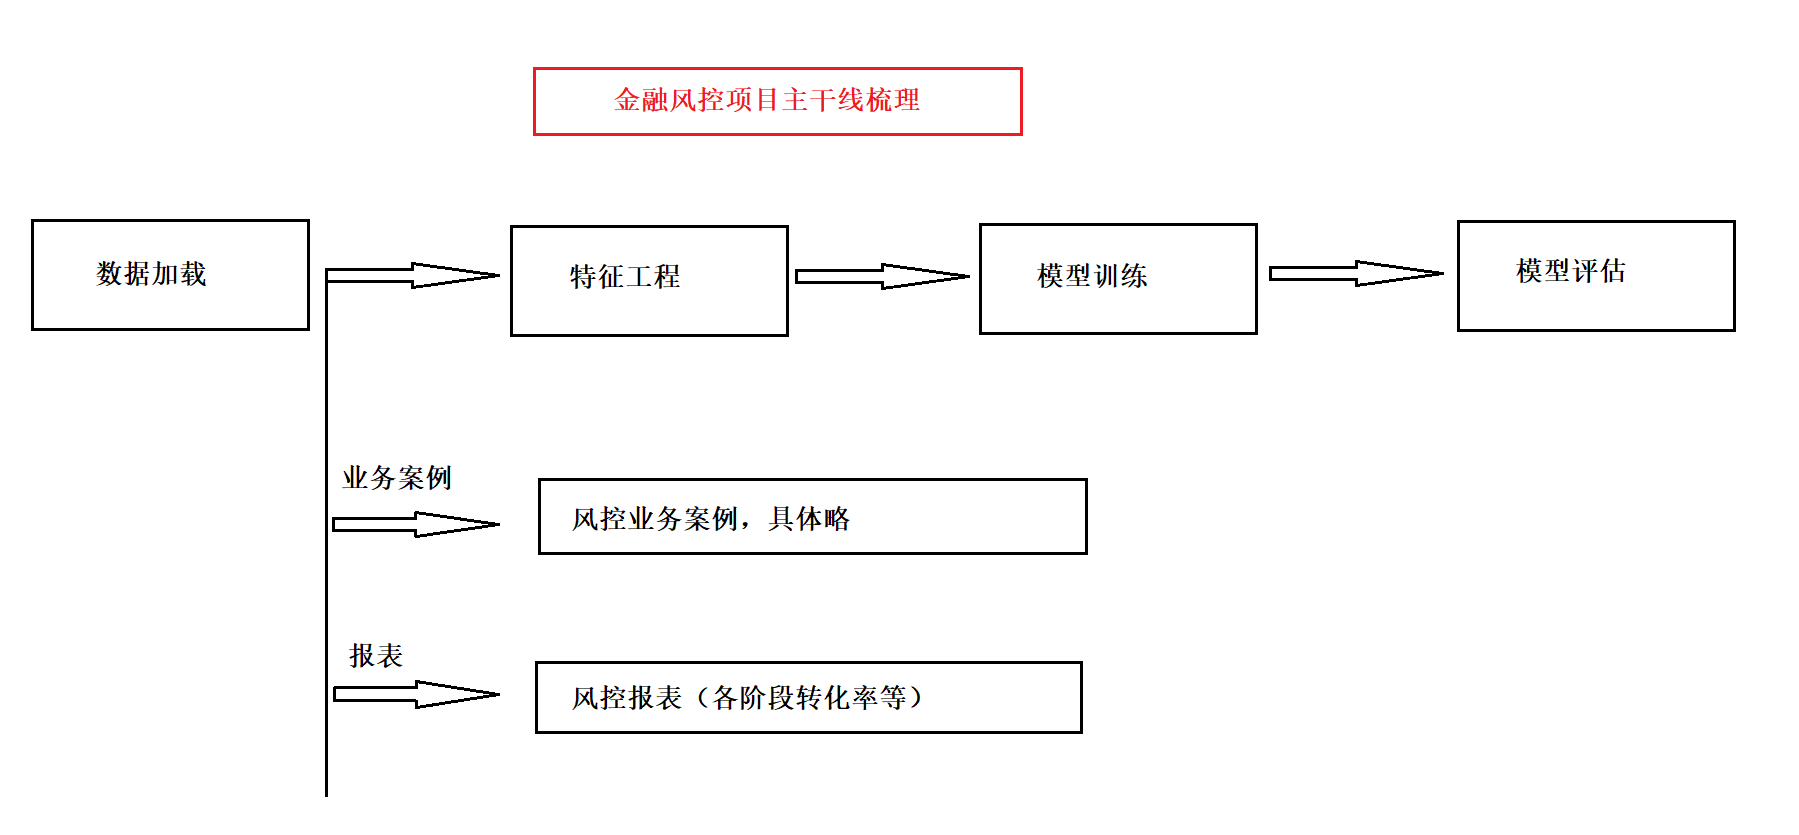 金融风控项目主干线梳理
数据加载
特征工程
模型训练
模型评估
业务案例
风控业务案例，具体略
报表
风控报表（各阶段转化率等）